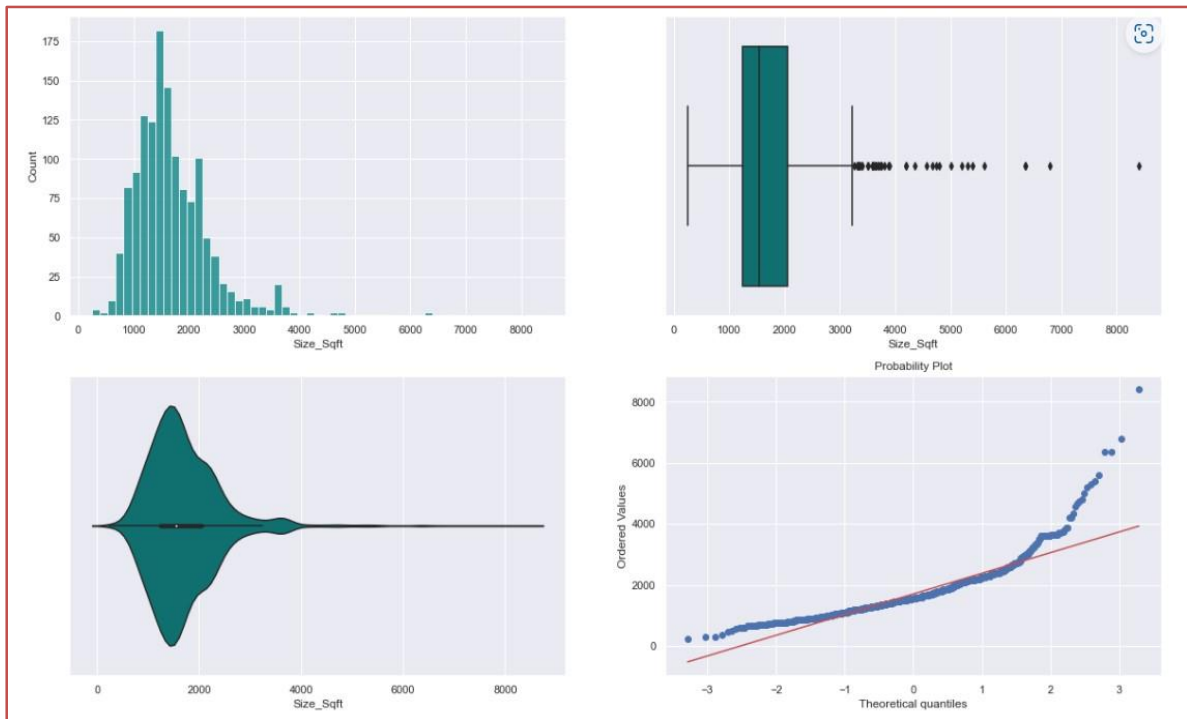 175
150
125
100
75
50
25
0
Count
0 1000 2000 3000 4000 5000 6000 7000 8000
Size_Sqft
0 1000 2000 3000 4000 5000 6000 7000 8000
Size_Sqft
0 2000 4000 6000 8000
Size_Sqft
Probability Plot
8000
6000
4000
2000
0
Ordered Values
−3 −2 −1 0 1 2 3
Theoretical quantiles